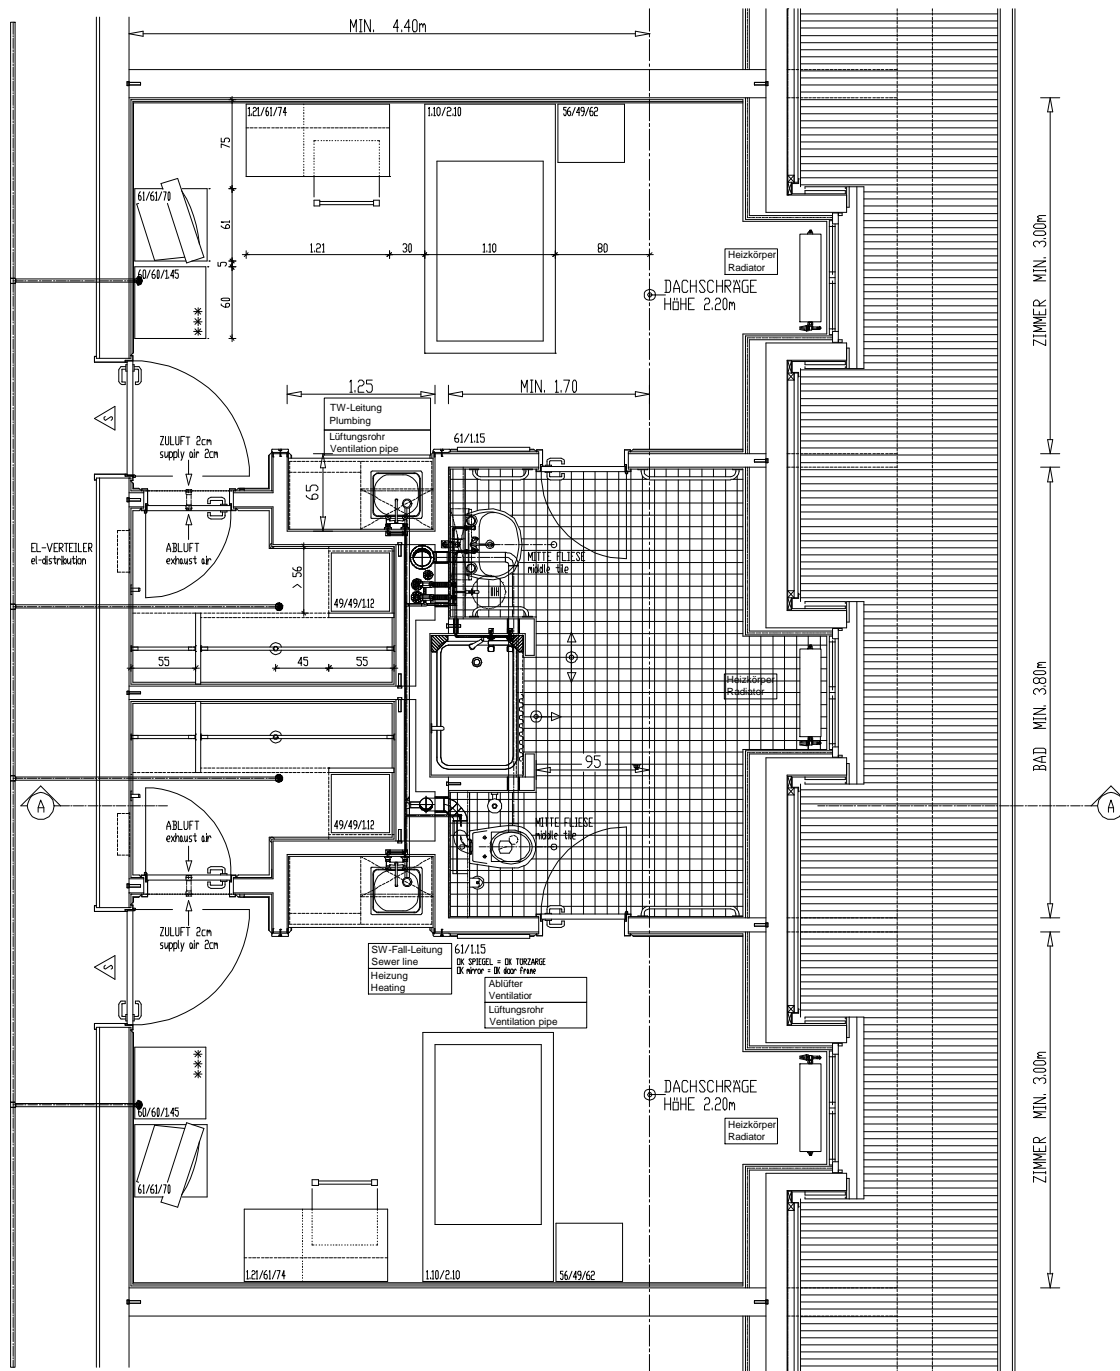 MIN. 4.40m
1.21/61/74
1.10/2.10
56/49/62
75
61/61/70
61
1.21
30
1.10
80
5
60/60/1.45
60
***
Heizkörper
Radiator
DACHSCHRÄGE
HÖHE 2.20m
ZIMMER MIN. 3.00m
1.25
MIN. 1.70
TW-Leitung
Plumbing
Lüftungsrohr
Ventilation pipe
61/1.15
S
ZULUFT 2cm
supply air 2cm
65
EL-VERTEILER
el-distribution
ABLUFT
exhaust air
> 56
49/49/1.12
MITTE FLIESE
middle tile
55
45
55
Heizkörper
Radiator
BAD MIN. 3.80m
95
A
A
49/49/1.12
ABLUFT
exhaust air
MITTE FLIESE
middle tile
ZULUFT 2cm
supply air 2cm
S
SW-Fall-Leitung
Sewer line
Heizung
Heating
61/1.15
OK SPIEGEL = OK TÜRZARGE
OK mirror = OK door frame
Ablüfter
Ventilatior
Lüftungsrohr
Ventilation pipe
***
60/60/1.45
DACHSCHRÄGE
HÖHE 2.20m
Heizkörper
Radiator
ZIMMER MIN. 3.00m
61/61/70
1.21/61/74
1.10/2.10
56/49/62